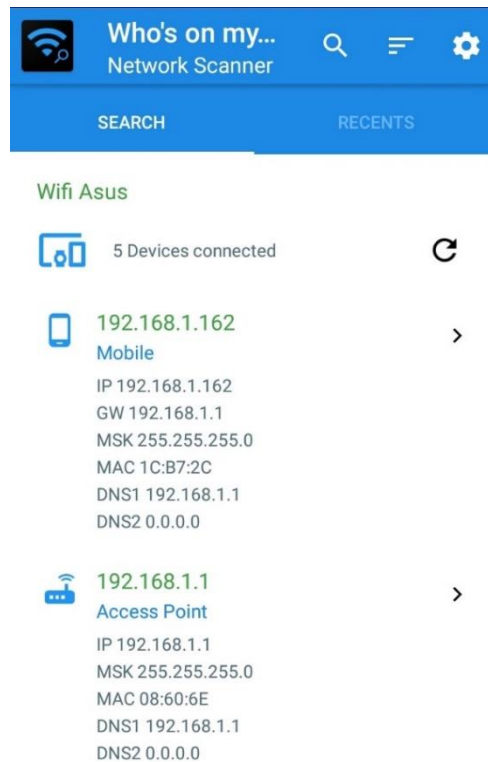 Who's on my...
Network Scanner
SEARCH RECENTS
Wifi Asus
5 Devices connected
192.168.1.162
Mobile
IP 192.168.1.162
GW 192.168.1.1
MSK 255.255.255.0
MAC 1C:B7:2C
DNS1 192.168.1.1
DNS2 0.0.0.0
192.168.1.1
Access Point
IP 192.168.1.1
MSK 255.255.255.0
MAC 08:60:6E
DNS1 192.168.1.1
DNS2 0.0.0.0